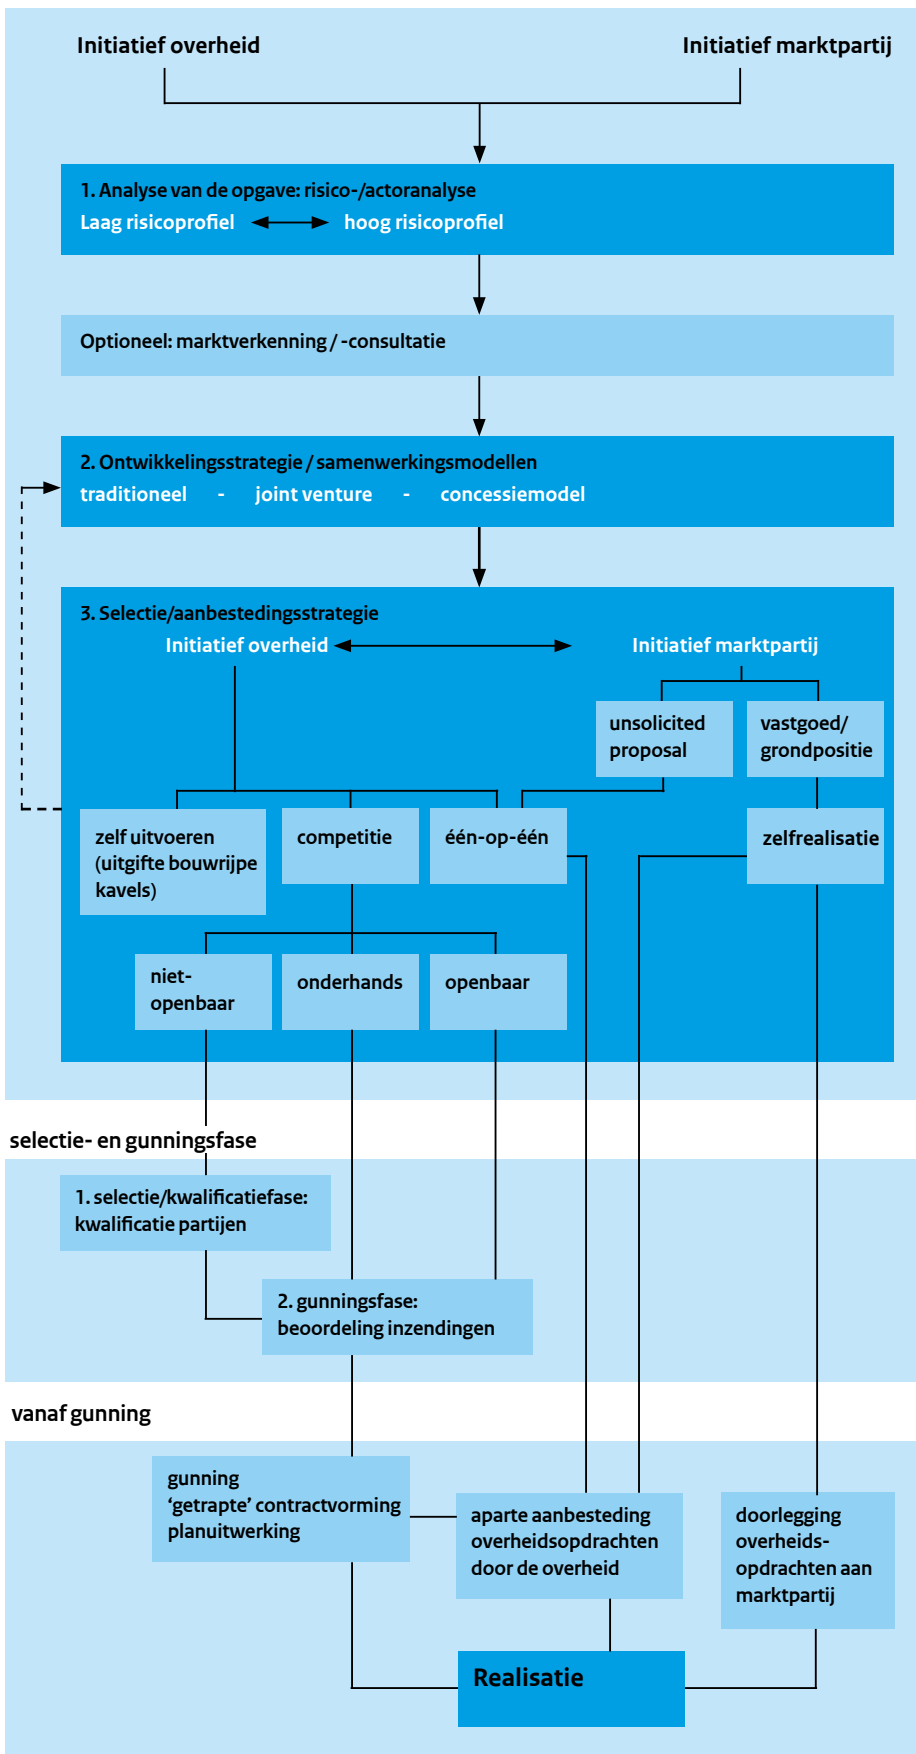 Initiatief overheid
Initiatief marktpartij
1. Analyse van de opgave: risico-/actoranalyse
Laag risicoprofiel hoog risicoprofiel
Optioneel: marktverkenning / -consultatie
2. Ontwikkelingsstrategie / samenwerkingsmodellen
traditioneel - joint venture - concessiemodel
3. Selectie/aanbestedingsstrategie
Initiatief overheid
Initiatief marktpartij
unsolicited
proposal
vastgoed/
grondpositie
zelf uitvoeren
(uitgifte bouwrijpe
kavels)
competitie
één-op-één
zelfrealisatie
niet-
openbaar
onderhands
openbaar
selectie- en gunningsfase
1. selectie/kwalificatiefase:
kwalificatie partijen
2. gunningsfase:
beoordeling inzendingen
vanaf gunning
gunning
‘getrapte’ contractvorming
planuitwerking
aparte aanbesteding
overheidsopdrachten
door de overheid
doorlegging
overheids-
opdrachten aan
marktpartij
Realisatie